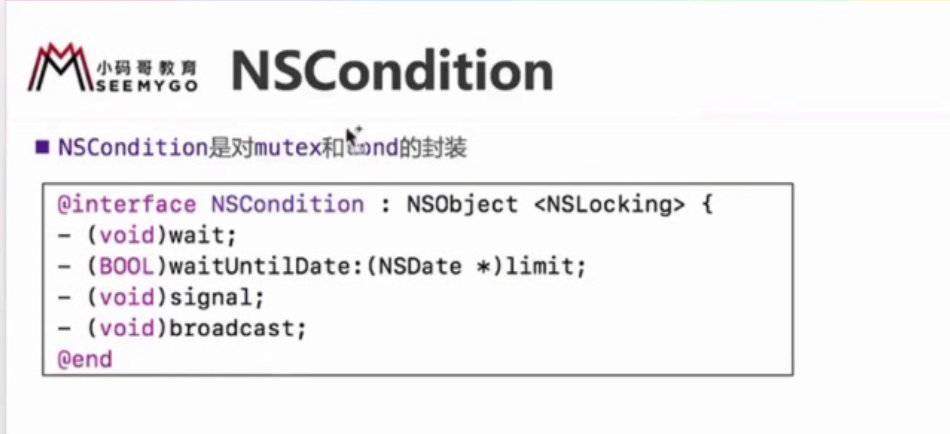 小码哥教育
SEEMYGO
NSCondition
NSCondition是对mutex和cond的封装
@interface NSCondition : NSObject <NSLocking> {
- (void)wait;
- (BOOL)waitUntilDate:(NSDate *)limit;
- (void)signal;
- (void)broadcast;
@end